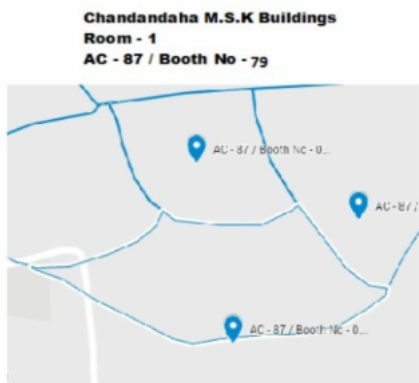 Chandandaha M.S.K Buildings
Room - 1
AC - 87 / Booth No - 79
AC - 87 / Booth No - 0...
AC - 87 /
AC - 87 / Booth No - 0...